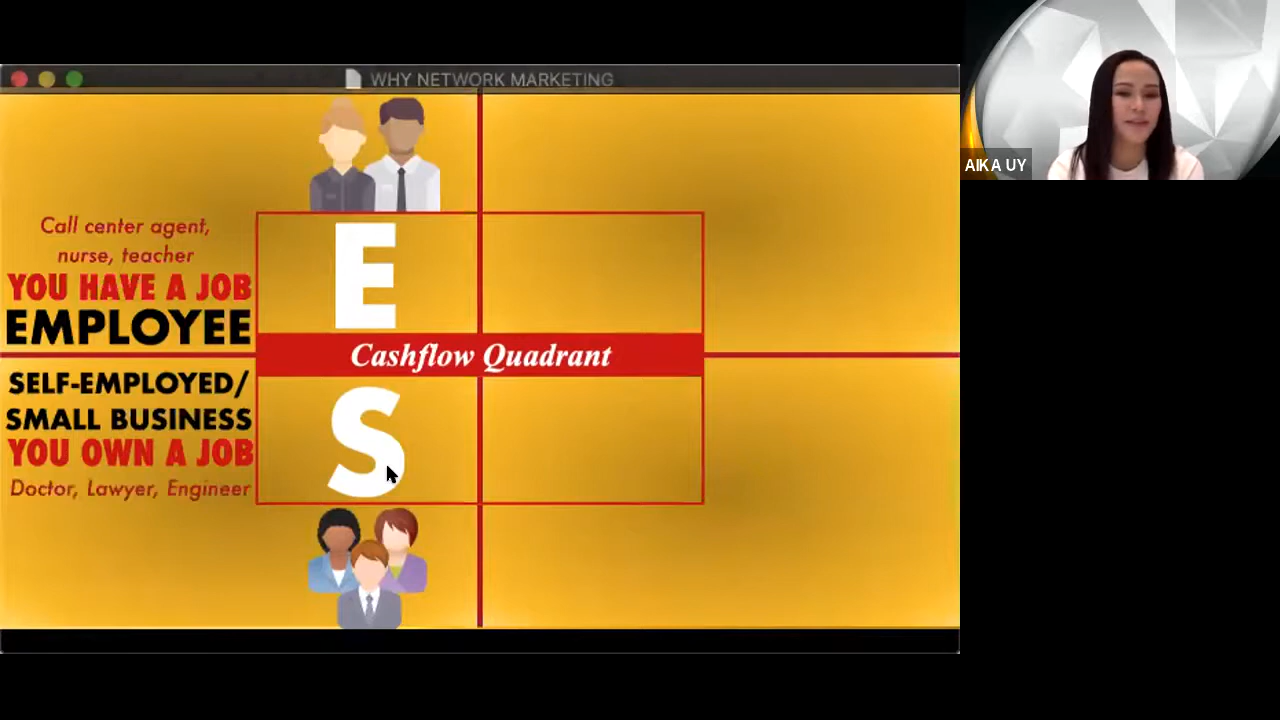 WHY NETWORK MARKETING
AIKA UY
Call center agent,
nurse, teacher
YOU HAVE A JOB
EMPLOYEE
E
Cashflow Quadrant
SELF-EMPLOYED/
SMALL BUSINESS
YOU OWN A JOB
Doctor, Lawyer, Engineer
S